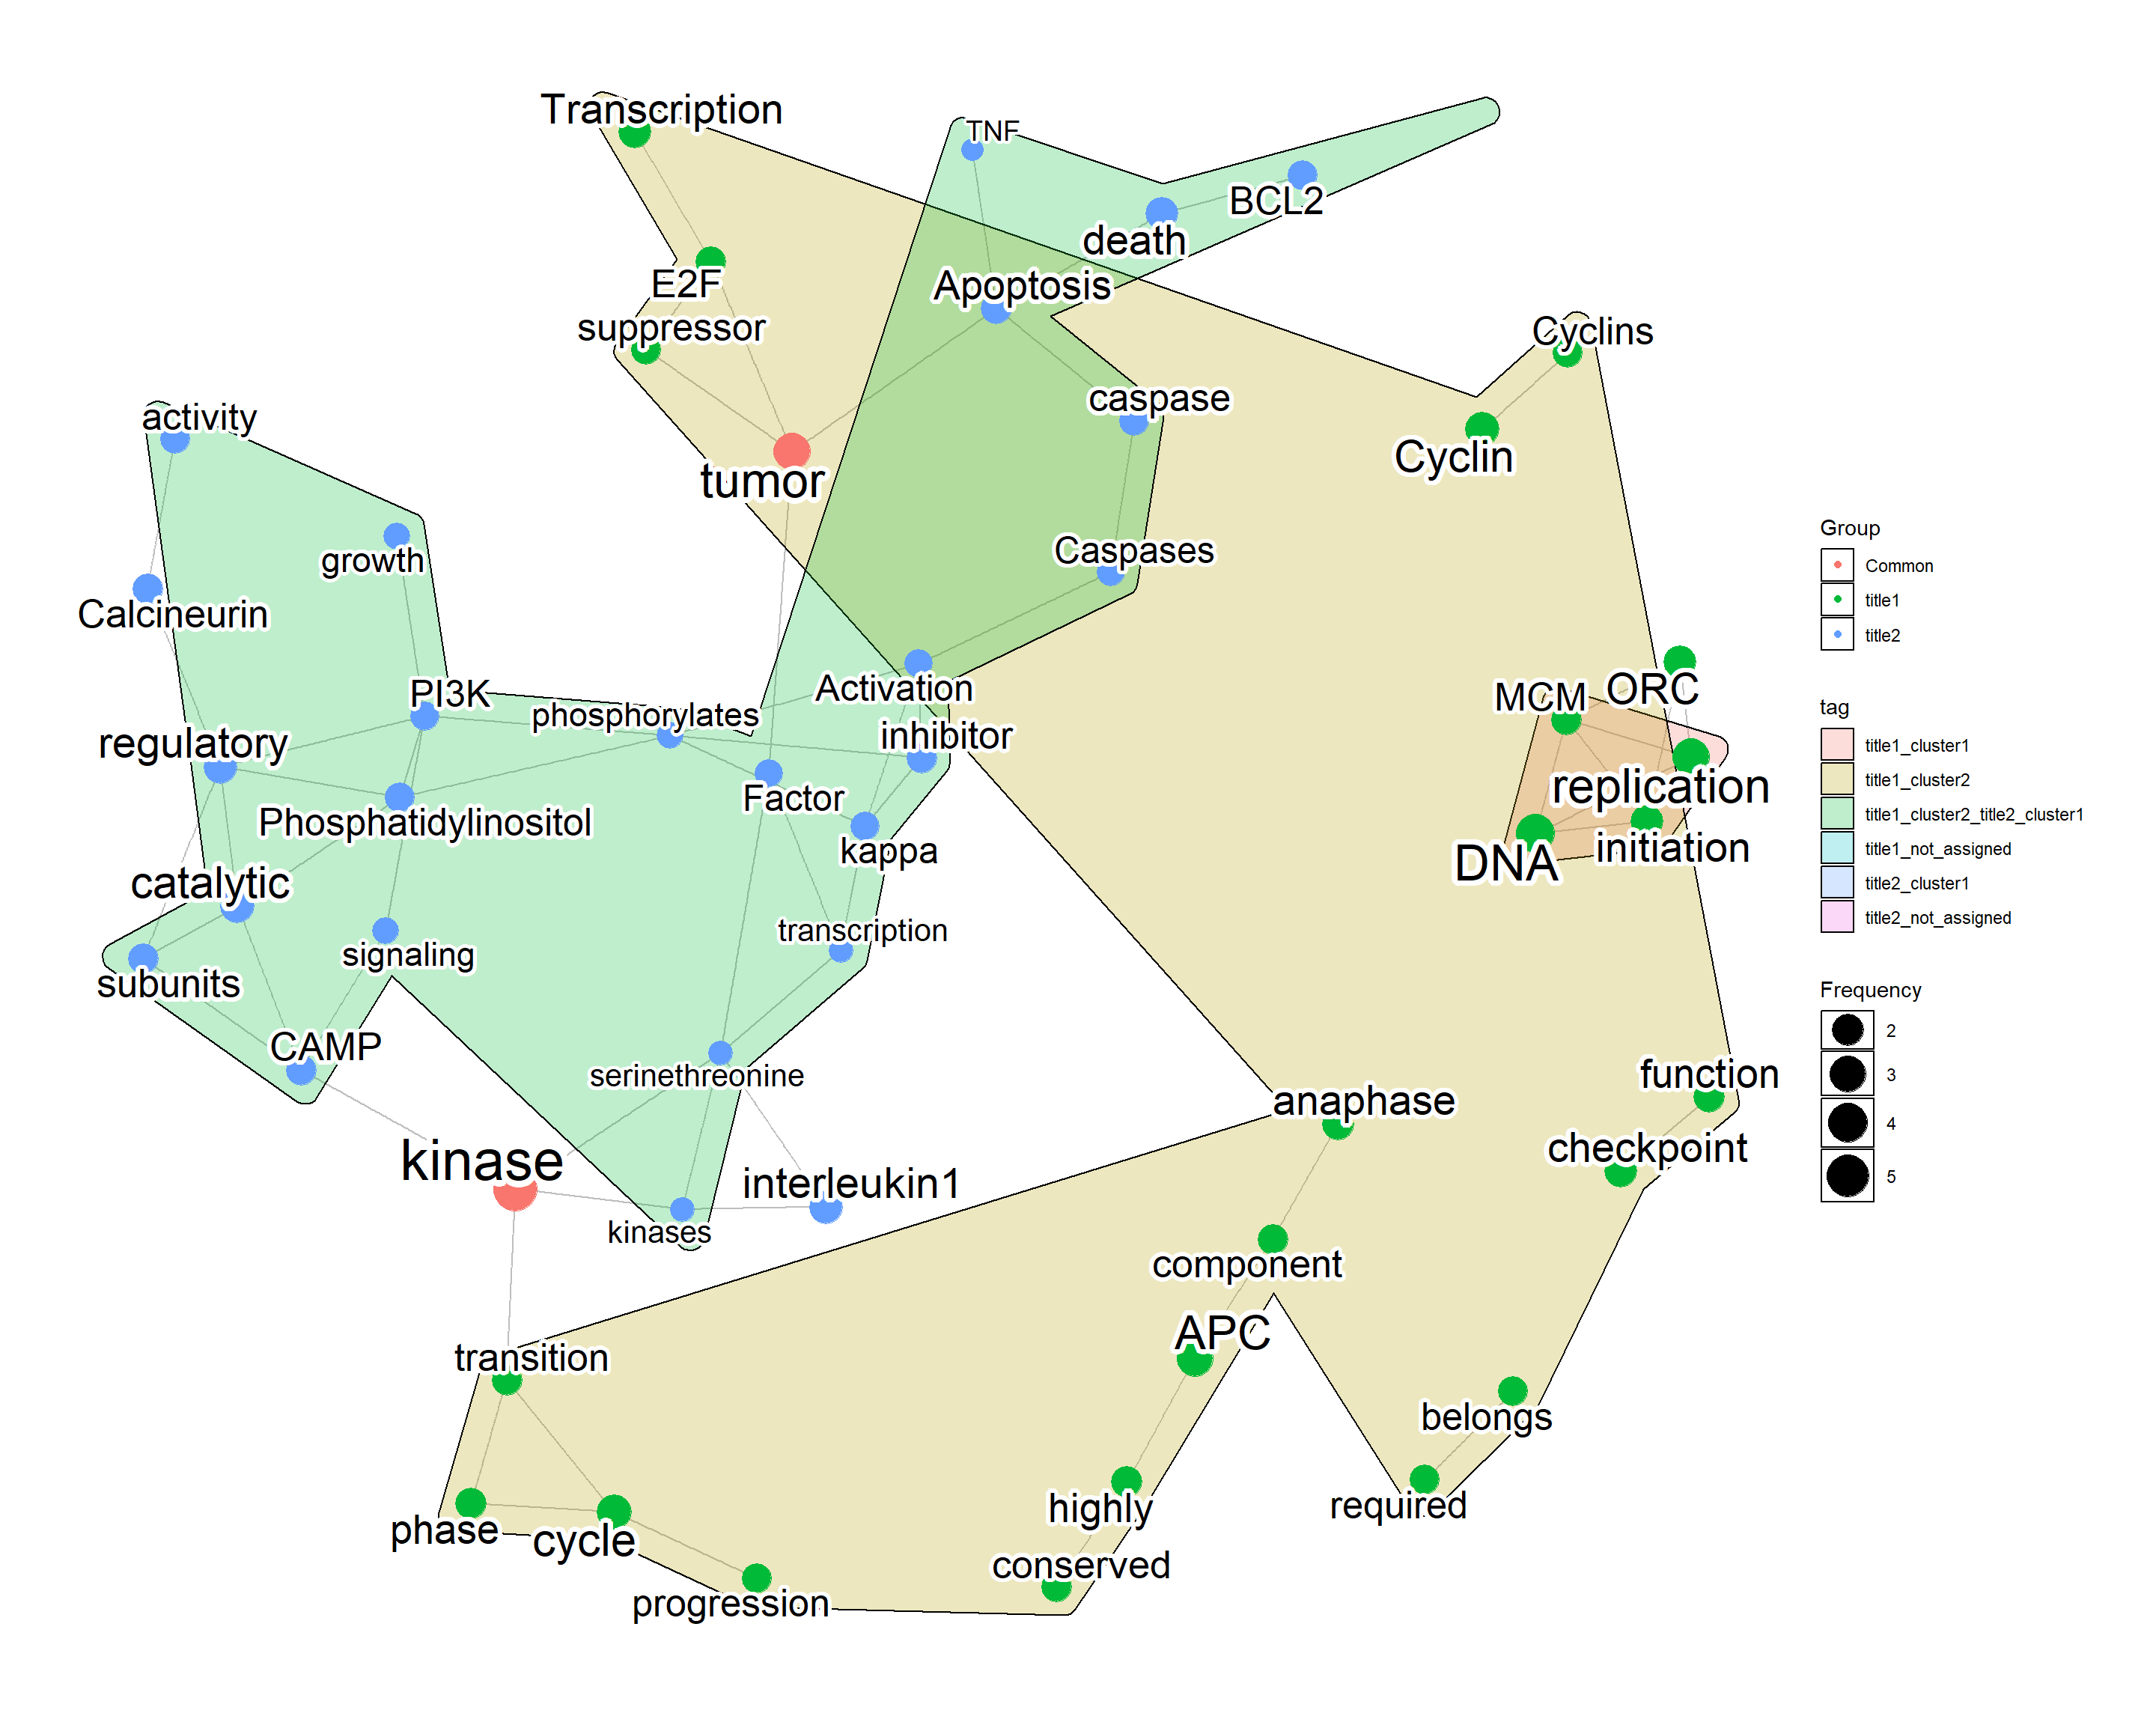 Transcription
TNF
BCL2
death
E2F
Apoptosis
suppressor
Cyclins
caspase
activity
Cyclin
tumor
growth
Caspases
Calcineurin
PI3K
Activation
MCM
ORC
phosphorylates
regulatory
inhibitor
replication
Factor
Phosphatidylinositol
kappa
initiation
DNA
catalytic
transcription
signaling
subunits
CAMP
serinethreonine
function
anaphase
checkpoint
kinase
interleukin1
kinases
component
APC
transition
belongs
highly
required
phase
cycle
conserved
progression
Group
Common
title1
title2
tag
title1_cluster1
title1_cluster2
title1_cluster2_title2_cluster1
title1_not_assigned
title2_cluster1
title2_not_assigned
Frequency
2
3
4
5